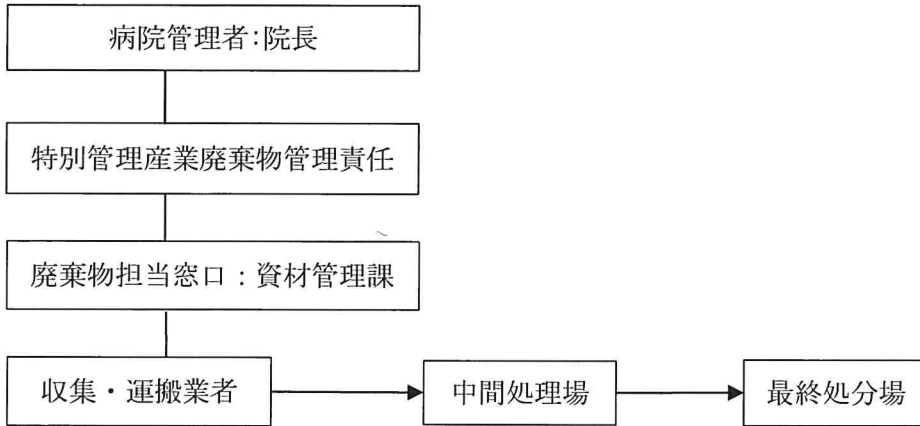 病院管理者:院長
特別管理産業廃棄物管理責任
廃棄物担当窓口：資材管理課
収集・運搬業者
中間処理場
最終処分場